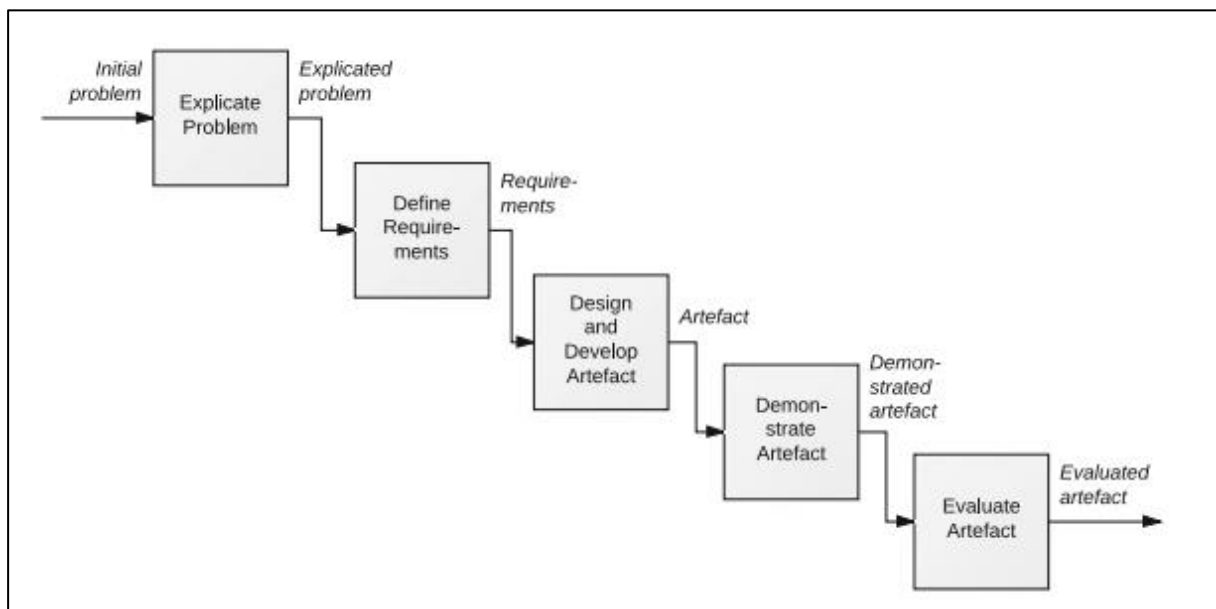 Initial
problem
Explicate
Problem
Explicated
problem
Define
Require-
ments
Require-
ments
Design
and
Develop
Artefact
Artefact
Demon-
strate
Artefact
Demon-
strated
artefact
Evaluate
Artefact
Evaluated
artefact